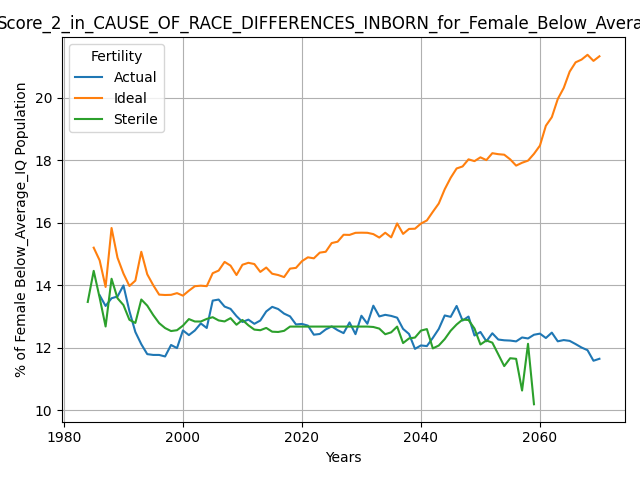 Score_2_in_CAUSE_OF_RACE_DIFFERENCES_INBORN_for_Female_Below_Avera
Fertility
Actual
Ideal
Sterile
% of Female Below_Average_IQ Population
20
18
16
14
12
10
1980 2000 2020 2040 2060
Years